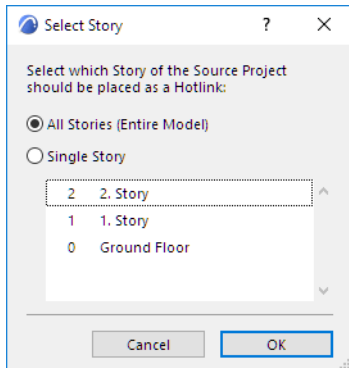 Select Story
?
Select which Story of the Source Project
should be placed as a Hotlink:
All Stories (Entire Model)
Single Story
2 2. Story
1 1. Story
0 Ground Floor
Cancel OK